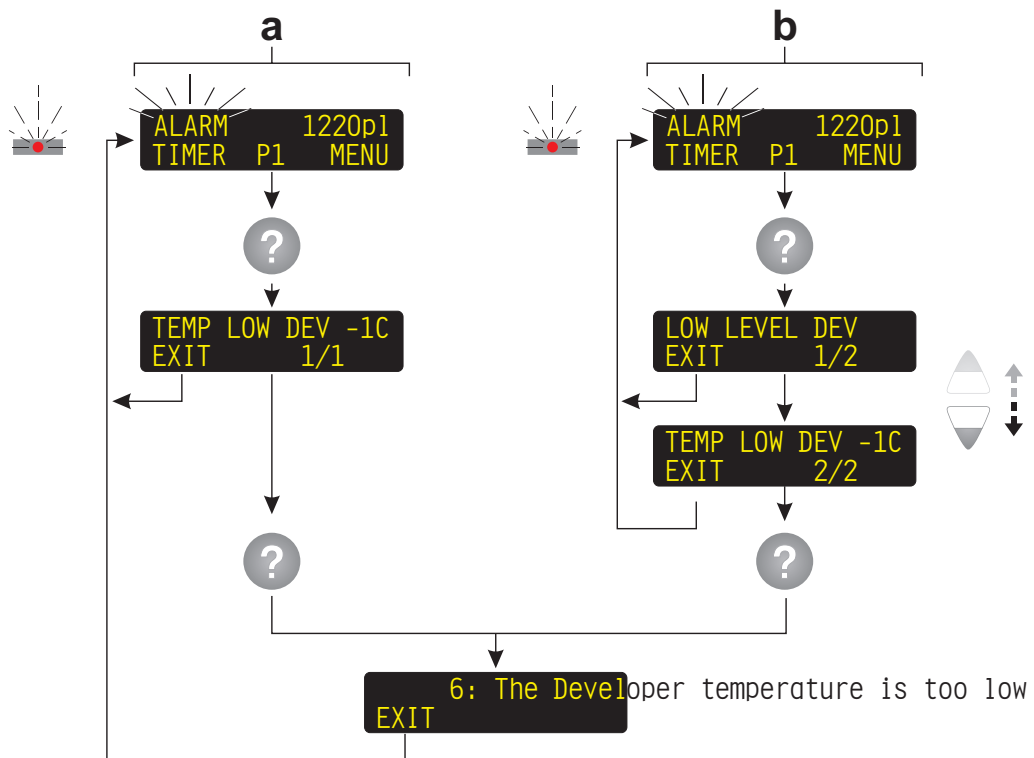 a
ALARM 1220pl
TIMER P1 MENU
?
TEMP LOW DEV -1C
EXIT 1/1
?
b
ALARM 1220pl
TIMER P1 MENU
?
LOW LEVEL DEV
EXIT 1/2
TEMP LOW DEV -1C
EXIT 2/2
?
6: The Developer temperature is too low
EXIT